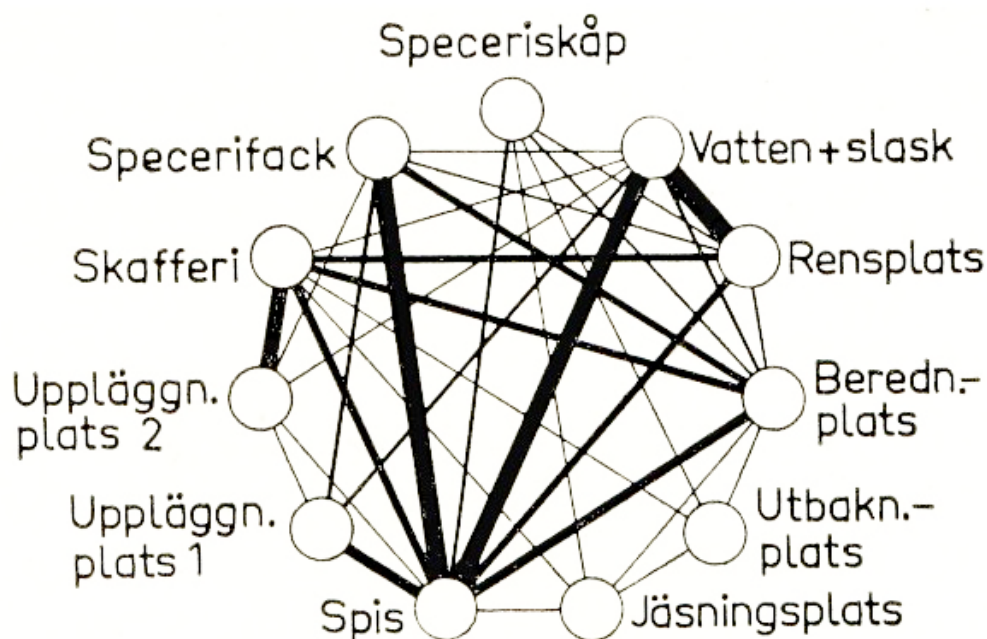 Speceriskåp
Specerifack
Vatten+slask
Skafferi
Rensplats
Uppläggn.
plats 2
Beredn.-
plats
Uppläggn.
plats 1
Utbakn.-
plats
Spis
Jäsningsplats